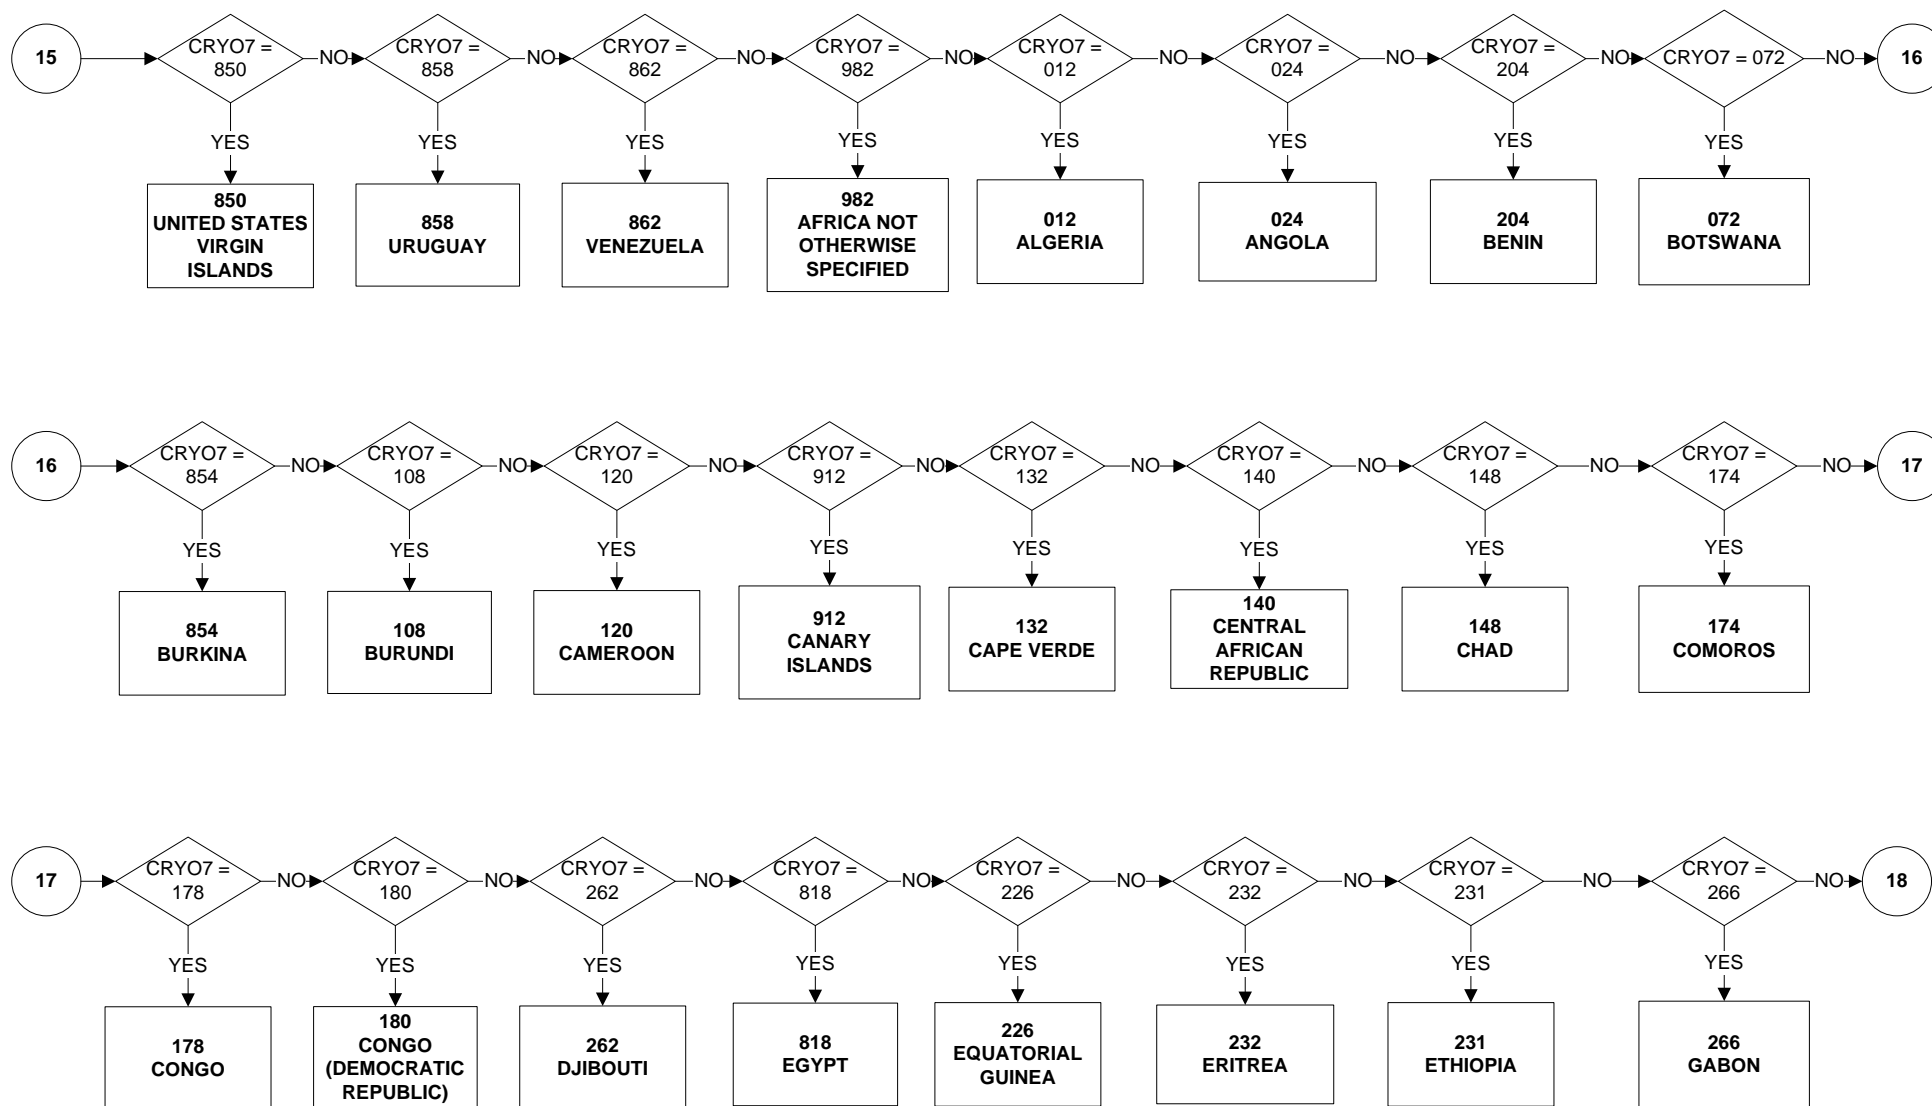 15
CRYO7 =
850
NO
CRYO7 =
858
NO
CRYO7 =
862
NO
CRYO7 =
982
NO
CRYO7 =
012
NO
CRYO7 =
024
NO
CRYO7 =
204
NO
CRYO7 = 072
NO
16
YES
YES
YES
YES
YES
YES
YES
YES
850
UNITED STATES
VIRGIN
ISLANDS
858
URUGUAY
862
VENEZUELA
982
AFRICA NOT
OTHERWISE
SPECIFIED
012
ALGERIA
024
ANGOLA
204
BENIN
072
BOTSWANA
16
CRYO7 =
854
NO
CRYO7 =
108
NO
CRYO7 =
120
NO
CRYO7 =
912
NO
CRYO7 =
132
NO
CRYO7 =
140
NO
CRYO7 =
148
NO
CRYO7 =
174
NO
17
YES
YES
YES
YES
YES
YES
YES
YES
854
BURKINA
108
BURUNDI
120
CAMEROON
912
CANARY
ISLANDS
132
CAPE VERDE
140
CENTRAL
AFRICAN
REPUBLIC
148
CHAD
174
COMOROS
17
CRYO7 =
178
NO
CRYO7 =
180
NO
CRYO7 =
262
NO
CRYO7 =
818
NO
CRYO7 =
226
NO
CRYO7 =
232
NO
CRYO7 =
231
NO
CRYO7 =
266
NO
18
YES
YES
YES
YES
YES
YES
YES
YES
178
CONGO
180
CONGO
(DEMOCRATIC
REPUBLIC)
262
DJIBOUTI
818
EGYPT
226
EQUATORIAL
GUINEA
232
ERITREA
231
ETHIOPIA
266
GABON